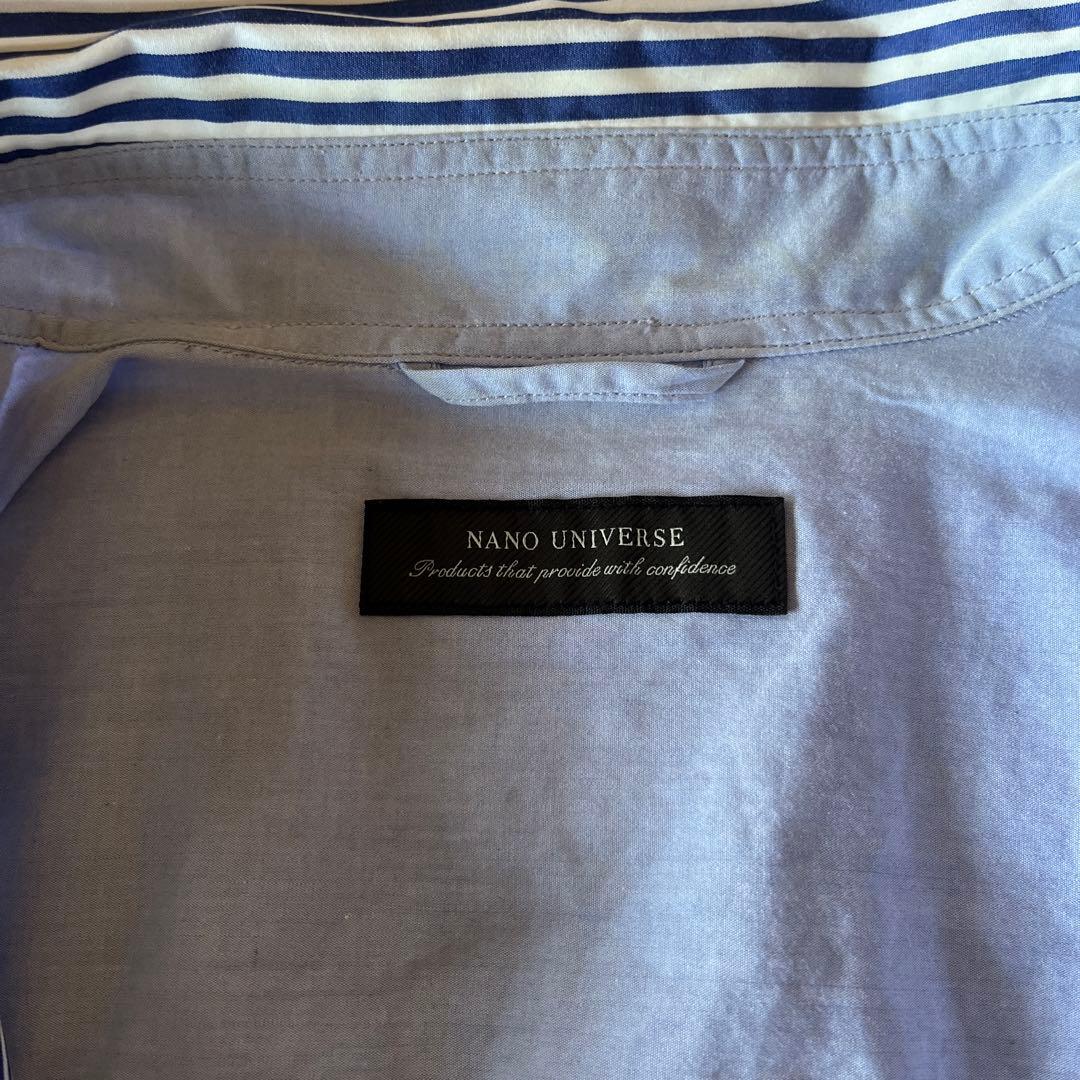 NANO UNIVERSE
Products that provide with confidence